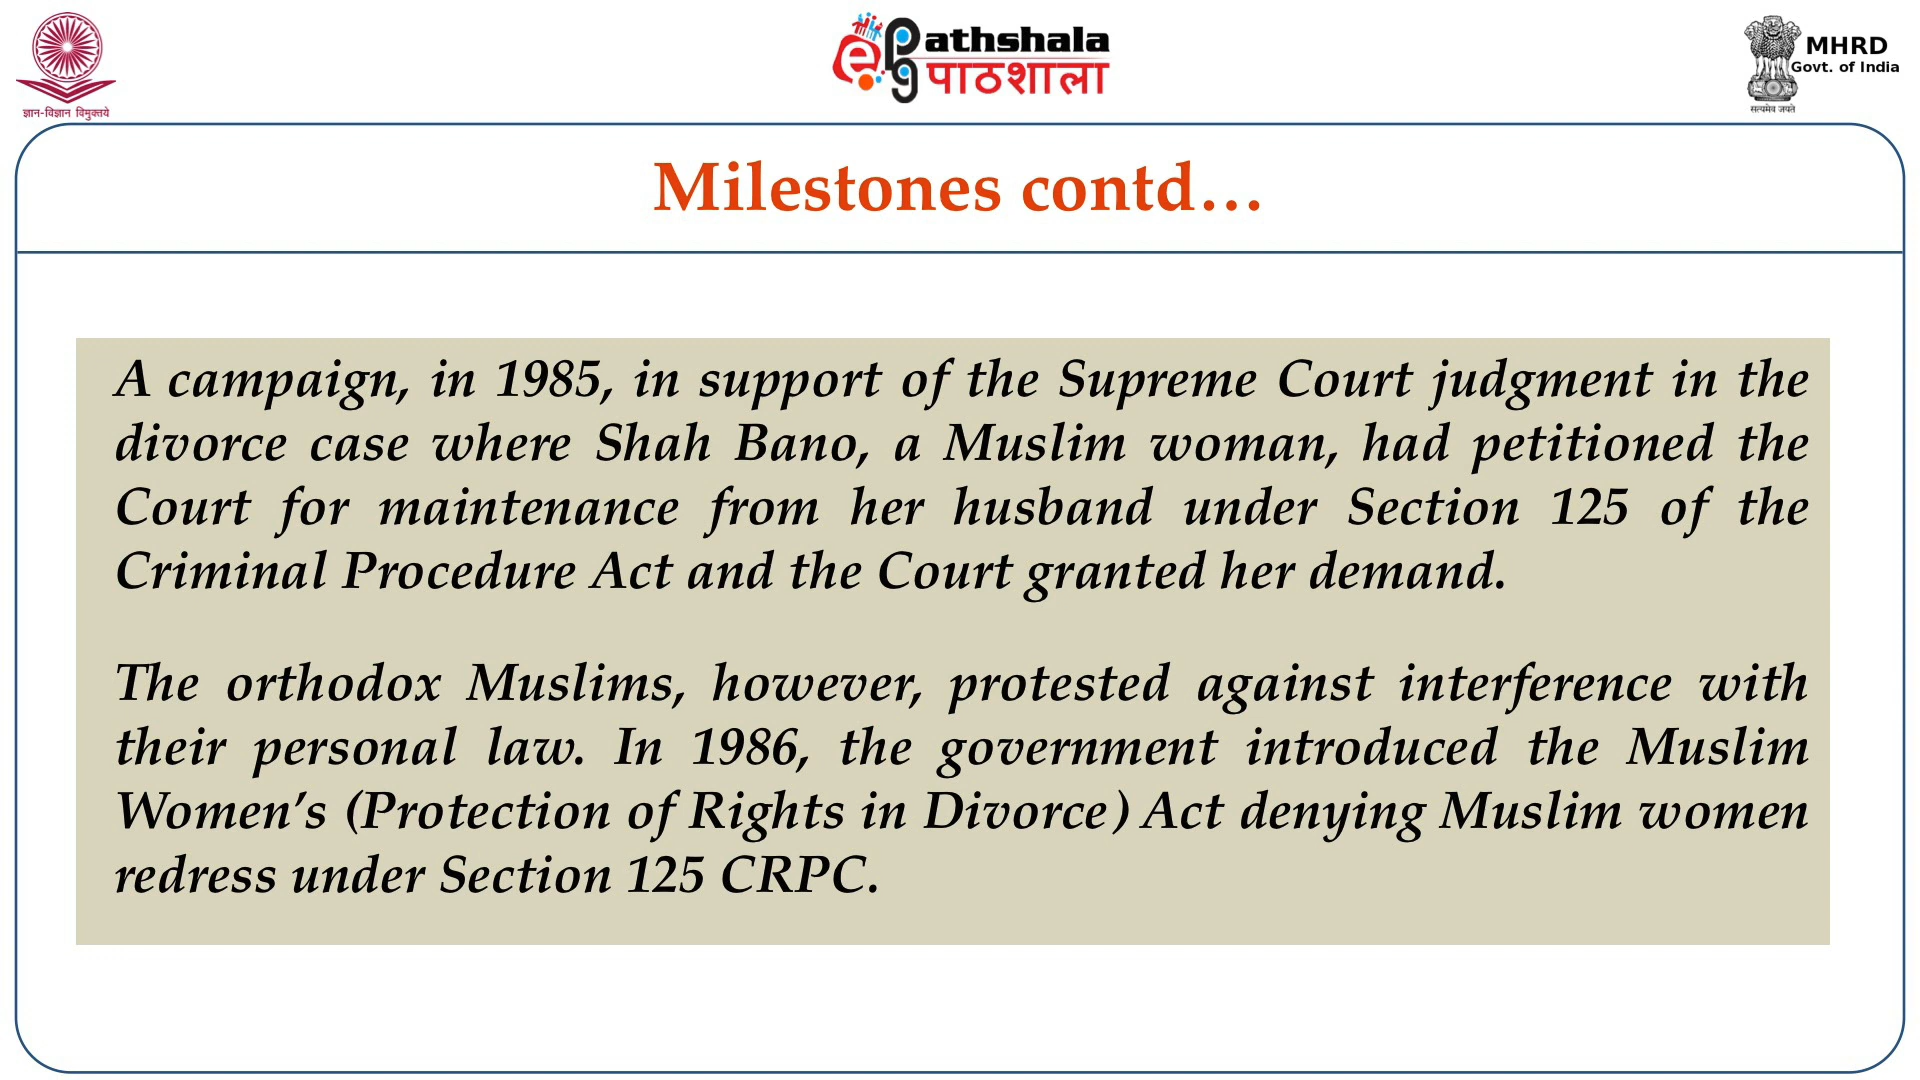 ज्ञान-विज्ञान विमुक्तये
e Pg athshala
पाठशाला
MHRD
Govt. of India
सत्यमेव जयते
Milestones contd…
A campaign, in 1985, in support of the Supreme Court judgment in the
divorce case where Shah Bano, a Muslim woman, had petitioned the
Court for maintenance from her husband under Section 125 of the
Criminal Procedure Act and the Court granted her demand.
The orthodox Muslims, however, protested against interference with
their personal law. In 1986, the government introduced the Muslim
Women’s (Protection of Rights in Divorce) Act denying Muslim women
redress under Section 125 CRPC.